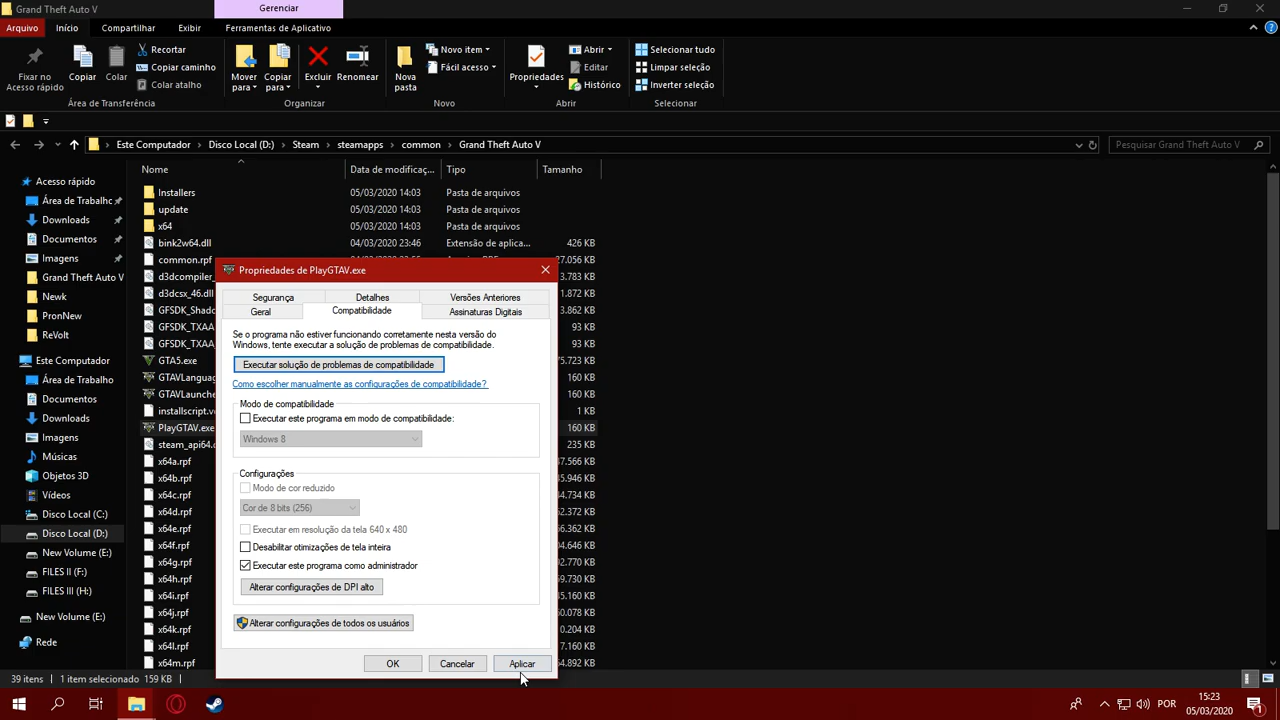 Grand Theft Auto V
Gerenciar
Arquivo
Início
Compartilhar
Exibir
Ferramentas de Aplicativo
Fixar no
Acesso rápido
Copiar
Colar
Recortar
Copiar caminho
Colar atalho
Área de Transferência
Mover
para
Copiar
para
Excluir
Renomear
Organizar
Nova
pasta
Novo item
Fácil acesso
Novo
Propriedades
Abrir
Editar
Histórico
Abrir
Selecionar tudo
Limpar seleção
Inverter seleção
Selecionar
Este Computador > Disco Local (D:) > Steam > steamapps > common > Grand Theft Auto V
Pesquisar Grand Theft Auto V
Nome Data de modificaç... Tipo Tamanho
Acesso rápido
Área de Trabalho
Downloads
Documentos
Imagens
Grand Theft Auto V
Newk
PronNew
ReVolt
Este Computador
Área de Trabalho
Documentos
Downloads
Imagens
Músicas
Objetos 3D
Vídeos
Disco Local (C:)
Disco Local (D:)
New Volume (E:)
FILES II (F:)
FILES III (H:)
New Volume (E:)
Rede
Installers 05/03/2020 14:03 Pasta de arquivos
update 05/03/2020 14:03 Pasta de arquivos
x64 05/03/2020 14:03 Pasta de arquivos
bink2w64.dll 04/03/2020 23:46 Extensão de aplica... 426 KB
common.rpf 27.056 KB
d3dcompiler_ 3.283 KB
d3dcsx_46.dll 1.872 KB
GFSDK_Shado
GFSDK_TXAA 93 KB
GFSDK_TXAA 93 KB
GTA5.exe 75.723 KB
GTAVLanguag 160 KB
GTAVLaunche 160 KB
installscript.v 1 KB
PlayGTAV.exe 160 KB
steam_api64.d 235 KB
x64a.rpf 47.566 KB
x64b.rpf
x64c.rpf 44.734 KB
x64d.rpf
x64e.rpf
x64f.rpf
x64g.rpf
x64h.rpf
x64i.rpf
x64j.rpf
x64k.rpf
x64l.rpf
x64m.rpf
Propriedades de PlayGTAV.exe
Segurança
Detalhes
Versões Anteriores
Geral
Compatibilidade
Assinaturas Digitais
Se o programa não estiver funcionando corretamente nesta versão do
Windows, tente executar a solução de problemas de compatibilidade.
Executar solução de problemas de compatibilidade
Como escolher manualmente as configurações de compatibilidade?
Modo de compatibilidade
Executar este programa em modo de compatibilidade:
Windows 8
Configurações
Modo de cor reduzido
Cor de 8 bits (256)
Executar em resolução da tela 640 x 480
Desabilitar otimizações de tela inteira
Executar este programa como administrador
Alterar configurações de DPI alto
Alterar configurações de todos os usuários
OK
Cancelar
Aplicar
39 itens
1 item selecionado 159 KB
POR
15:23
05/03/2020
1